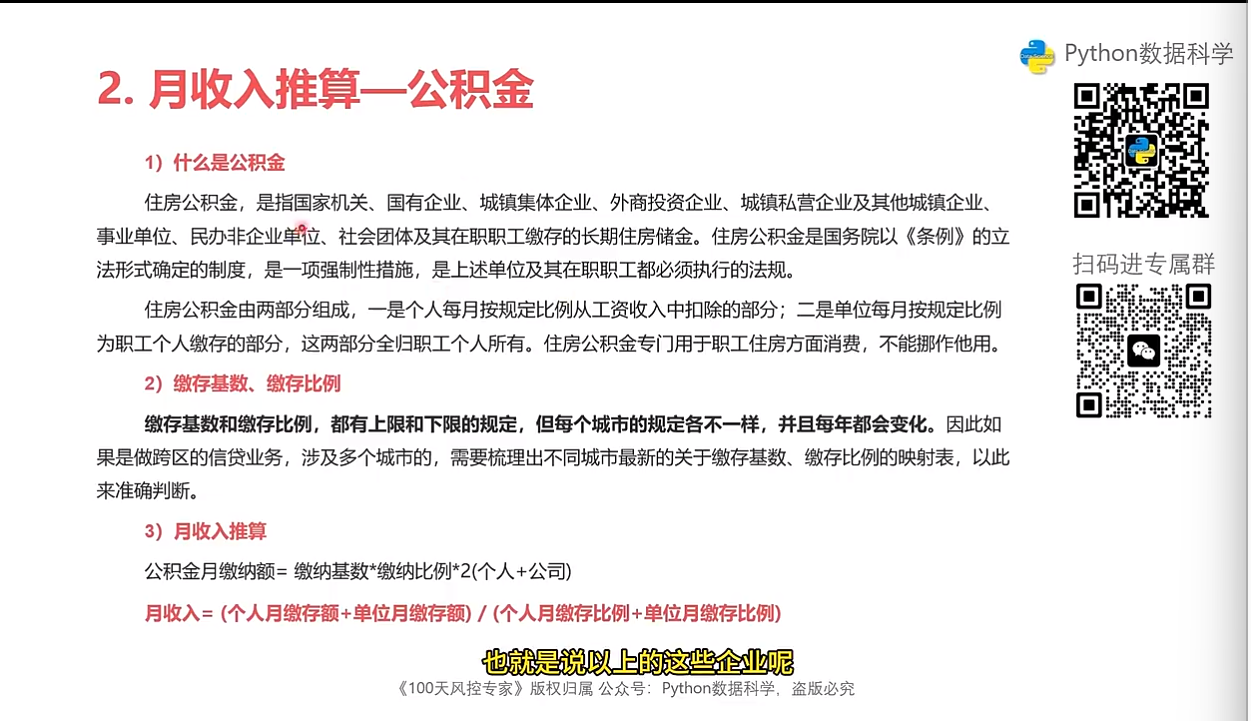 Python数据科学
2. 月收入推算—公积金
1）什么是公积金
住房公积金，是指国家机关、国有企业、城镇集体企业、外商投资企业、城镇私营企业及其他城镇企业、
事业单位、民办非企业单位、社会团体及其在职职工缴存的长期住房储金。住房公积金是国务院以《条例》的立
法形式确定的制度，是一项强制性措施，是上述单位及其在职职工都必须执行的法规。
住房公积金由两部分组成，一是个人每月按规定比例从工资收入中扣除的部分；二是单位每月按规定比例
为职工个人缴存的部分，这两部分全归职工个人所有。住房公积金专门用于职工住房方面消费，不能挪作他用。
2）缴存基数、缴存比例
缴存基数和缴存比例，都有上限和下限的规定，但每个城市的规定各不一样，并且每年都会变化。因此如
果是做跨区的信贷业务，涉及多个城市的，需要梳理出不同城市最新的关于缴存基数、缴存比例的映射表，以此
来准确判断。
3）月收入推算
公积金月缴纳额= 缴纳基数*缴纳比例*2(个人+公司)
月收入= (个人月缴存额+单位月缴存额) / (个人月缴存比例+单位月缴存比例)
扫码进专属群
也就是说以上的这些企业呢
《100天风控专家》版权归属 公众号：Python数据科学，盗版必究